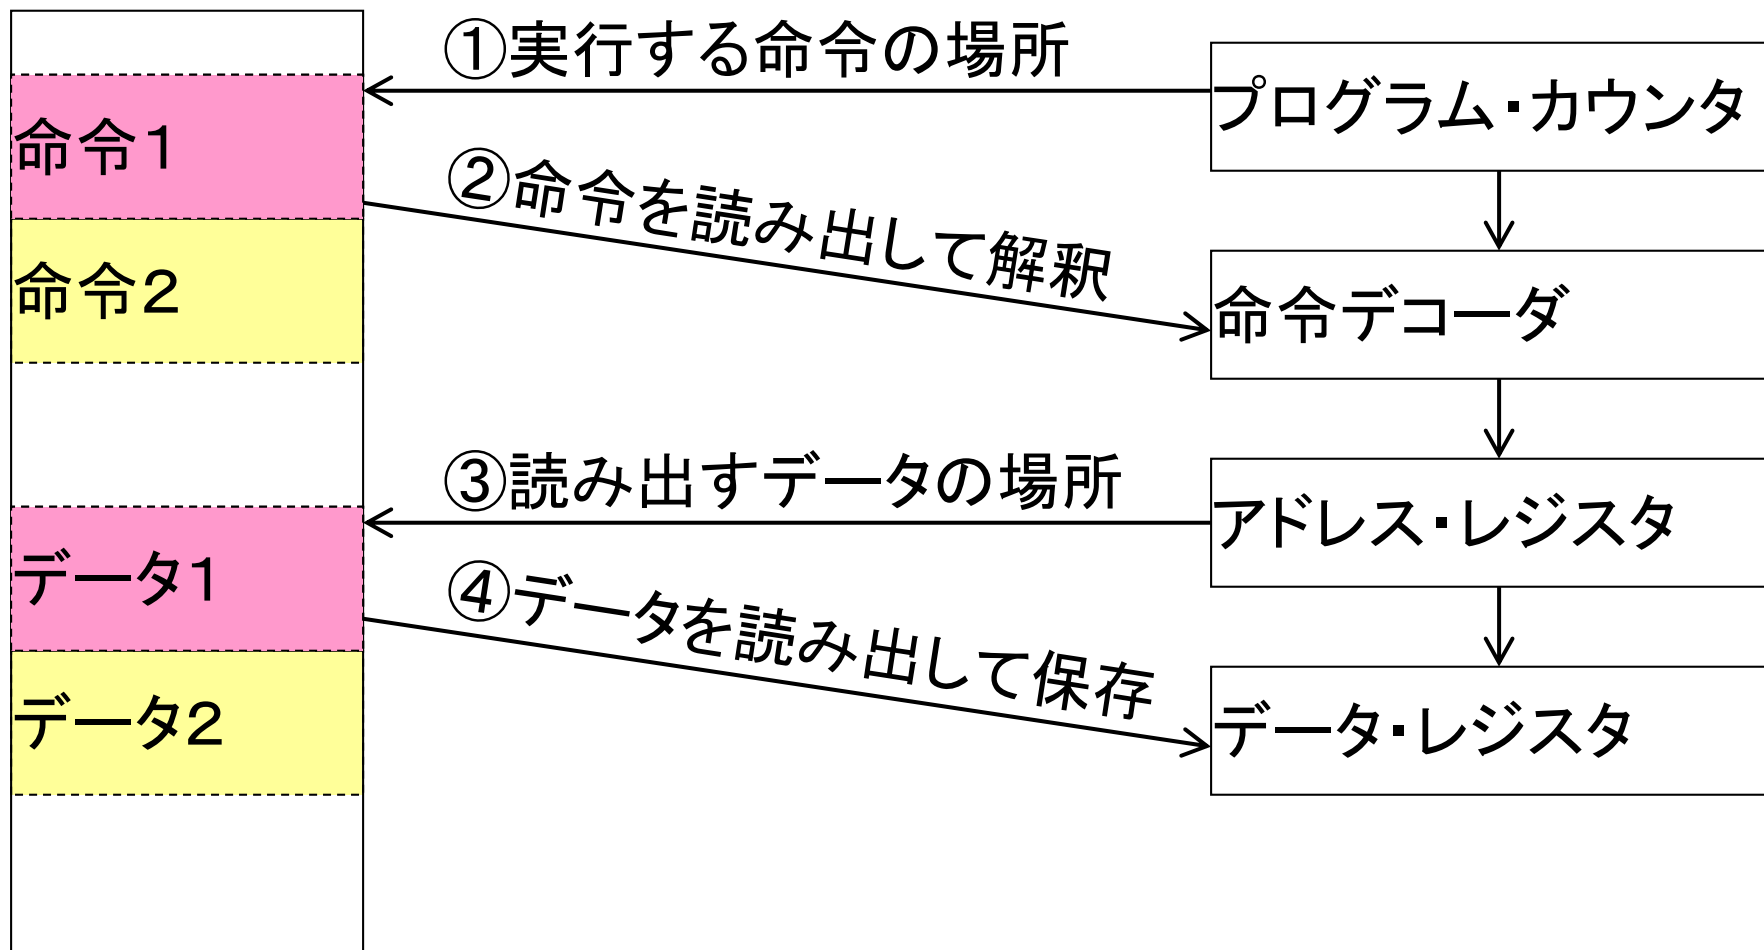 ①実行する命令の場所
プログラム・カウンタ
命令１
②命令を読み出して解釈
命令２
命令デコーダ
③読み出すデータの場所
アドレス・レジスタ
データ１
④データを読み出して保存
データ２
データ・レジスタ